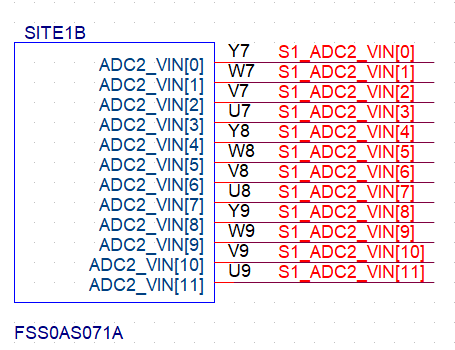 SITE1B
ADC2_VIN[0] Y7 S1_ADC2_VIN[0]
ADC2_VIN[1] W7 S1_ADC2_VIN[1]
ADC2_VIN[2] V7 S1_ADC2_VIN[2]
ADC2_VIN[3] U7 S1_ADC2_VIN[3]
ADC2_VIN[4] Y8 S1_ADC2_VIN[4]
ADC2_VIN[5] W8 S1_ADC2_VIN[5]
ADC2_VIN[6] V8 S1_ADC2_VIN[6]
ADC2_VIN[7] U8 S1_ADC2_VIN[7]
ADC2_VIN[8] Y9 S1_ADC2_VIN[8]
ADC2_VIN[9] W9 S1_ADC2_VIN[9]
ADC2_VIN[10] V9 S1_ADC2_VIN[10]
ADC2_VIN[11] U9 S1_ADC2_VIN[11]
FSS0AS071A